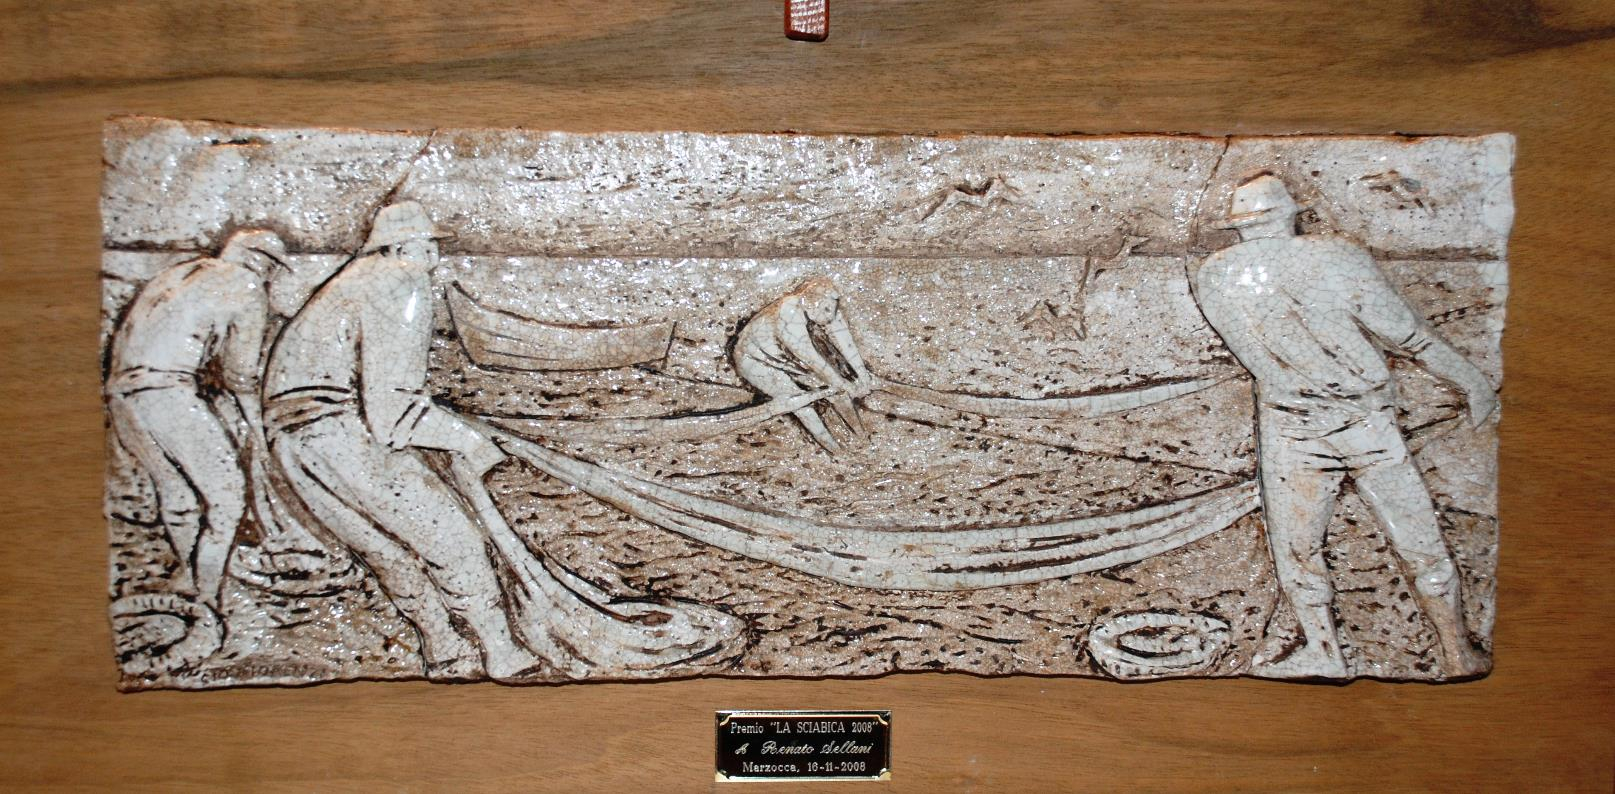 Premio "LA SCIABICA 2008"
A Renato Sellani
Marzocca, 16-11-2008